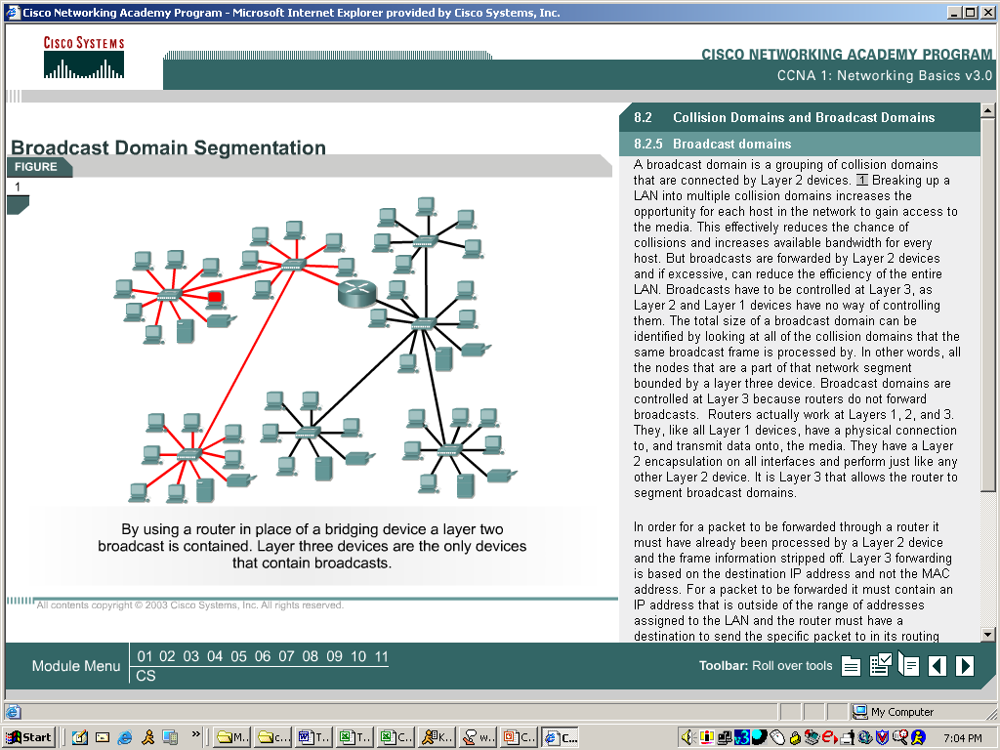 Cisco Networking Academy Program - Microsoft Internet Explorer provided by Cisco Systems, Inc.
CISCO SYSTEMS
CISCO NETWORKING ACADEMY PROGRAM
CCNA 1: Networking Basics v3.0
Broadcast Domain Segmentation
FIGURE
1
By using a router in place of a bridging device a layer two
broadcast is contained. Layer three devices are the only devices
that contain broadcasts.
All contents copyright © 2003 Cisco Systems, Inc. All rights reserved.
8.2 Collision Domains and Broadcast Domains
8.2.5 Broadcast domains
A broadcast domain is a grouping of collision domains
that are connected by Layer 2 devices. 1 Breaking up a
LAN into multiple collision domains increases the
opportunity for each host in the network to gain access to
the media. This effectively reduces the chance of
collisions and increases available bandwidth for every
host. But broadcasts are forwarded by Layer 2 devices
and if excessive, can reduce the efficiency of the entire
LAN. Broadcasts have to be controlled at Layer 3, as
Layer 2 and Layer 1 devices have no way of controlling
them. The total size of a broadcast domain can be
identified by looking at all of the collision domains that the
same broadcast frame is processed by. In other words, all
the nodes that are a part of that network segment
bounded by a layer three device. Broadcast domains are
controlled at Layer 3 because routers do not forward
broadcasts. Routers actually work at Layers 1, 2, and 3.
They, like all Layer 1 devices, have a physical connection
to, and transmit data onto, the media. They have a Layer
2 encapsulation on all interfaces and perform just like any
other Layer 2 device. It is Layer 3 that allows the router to
segment broadcast domains.
In order for a packet to be forwarded through a router it
must have already been processed by a Layer 2 device
and the frame information stripped off. Layer 3 forwarding
is based on the destination IP address and not the MAC
address. For a packet to be forwarded it must contain an
IP address that is outside of the range of addresses
assigned to the LAN and the router must have a
destination to send the specific packet to in its routing
Module Menu
01 02 03 04 05 06 07 08 09 10 11
CS
Toolbar: Roll over tools
My Computer
Start
M..
c...
T..
T..
C..
K..
w..
C..
C...
7:04 PM